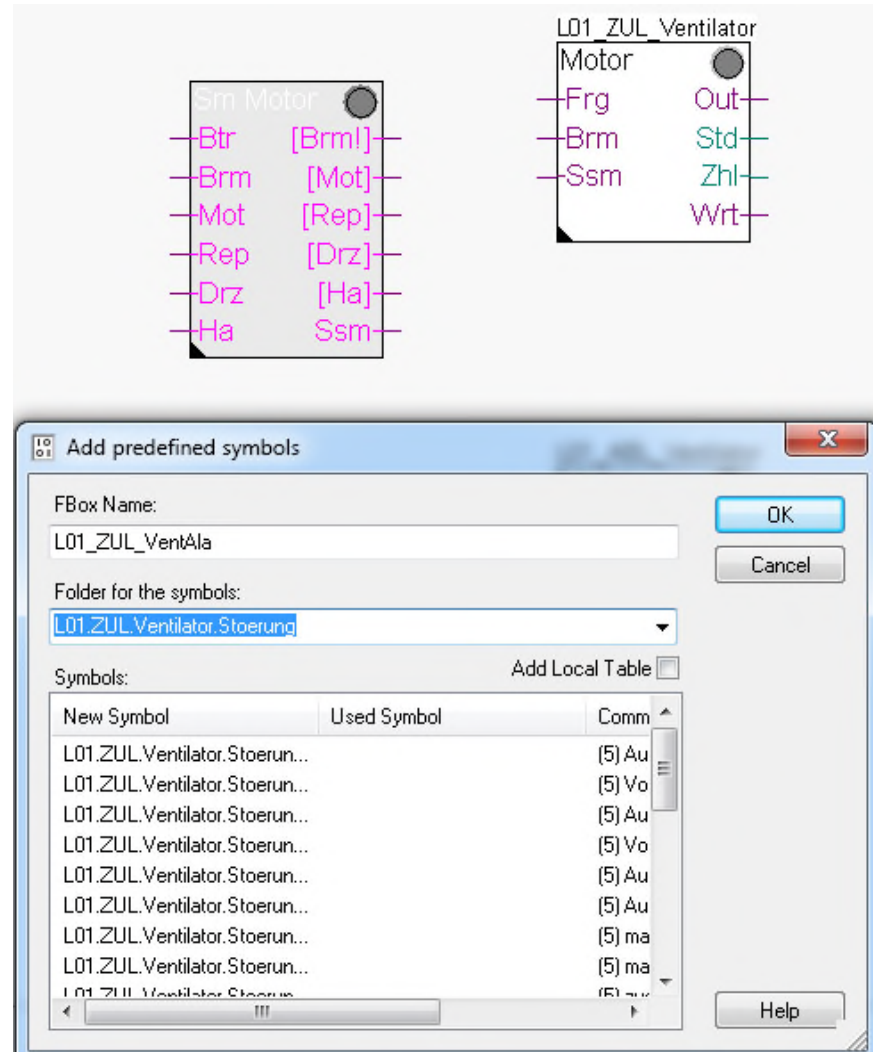 L01_ZUL_Ventilator
Motor
Frg Out
Brm Std
Ssm Zhl
Wrt
Sm Motor
Btr [Brm!]
Brm [Mot]
Mot [Rep]
Rep [Drz]
Drz [Ha]
Ha Ssm
Add predefined symbols
FBox Name:
OK
L01_ZUL_VentAla
Cancel
Folder for the symbols:
L01.ZUL.Ventilator.Stoerung
Add Local Table
Symbols:
New Symbol Used Symbol Comm
L01.ZUL.Ventilator.Stoerun... (5) Au
L01.ZUL.Ventilator.Stoerun... (5) Vo
L01.ZUL.Ventilator.Stoerun... (5) Au
L01.ZUL.Ventilator.Stoerun... (5) Vo
L01.ZUL.Ventilator.Stoerun... (5) Au
L01.ZUL.Ventilator.Stoerun... (5) Au
L01.ZUL.Ventilator.Stoerun... (5) ma
L01.ZUL.Ventilator.Stoerun... (5) ma
Help